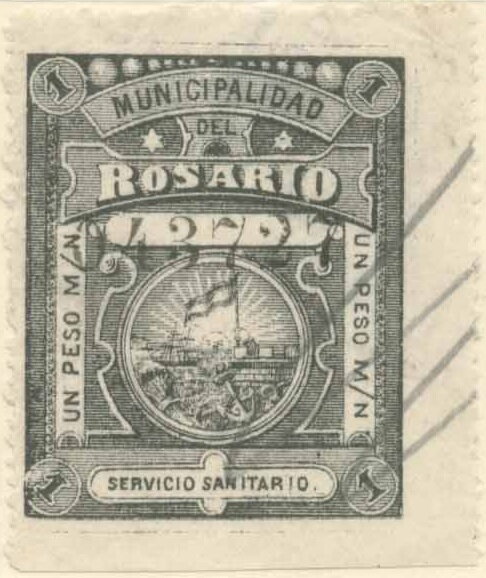 1 1
MUNICIPALIDAD
DEL
ROSARIO
UN PESO M/N
UN PESO M/N
SERVICIO SANITARIO.
1 1